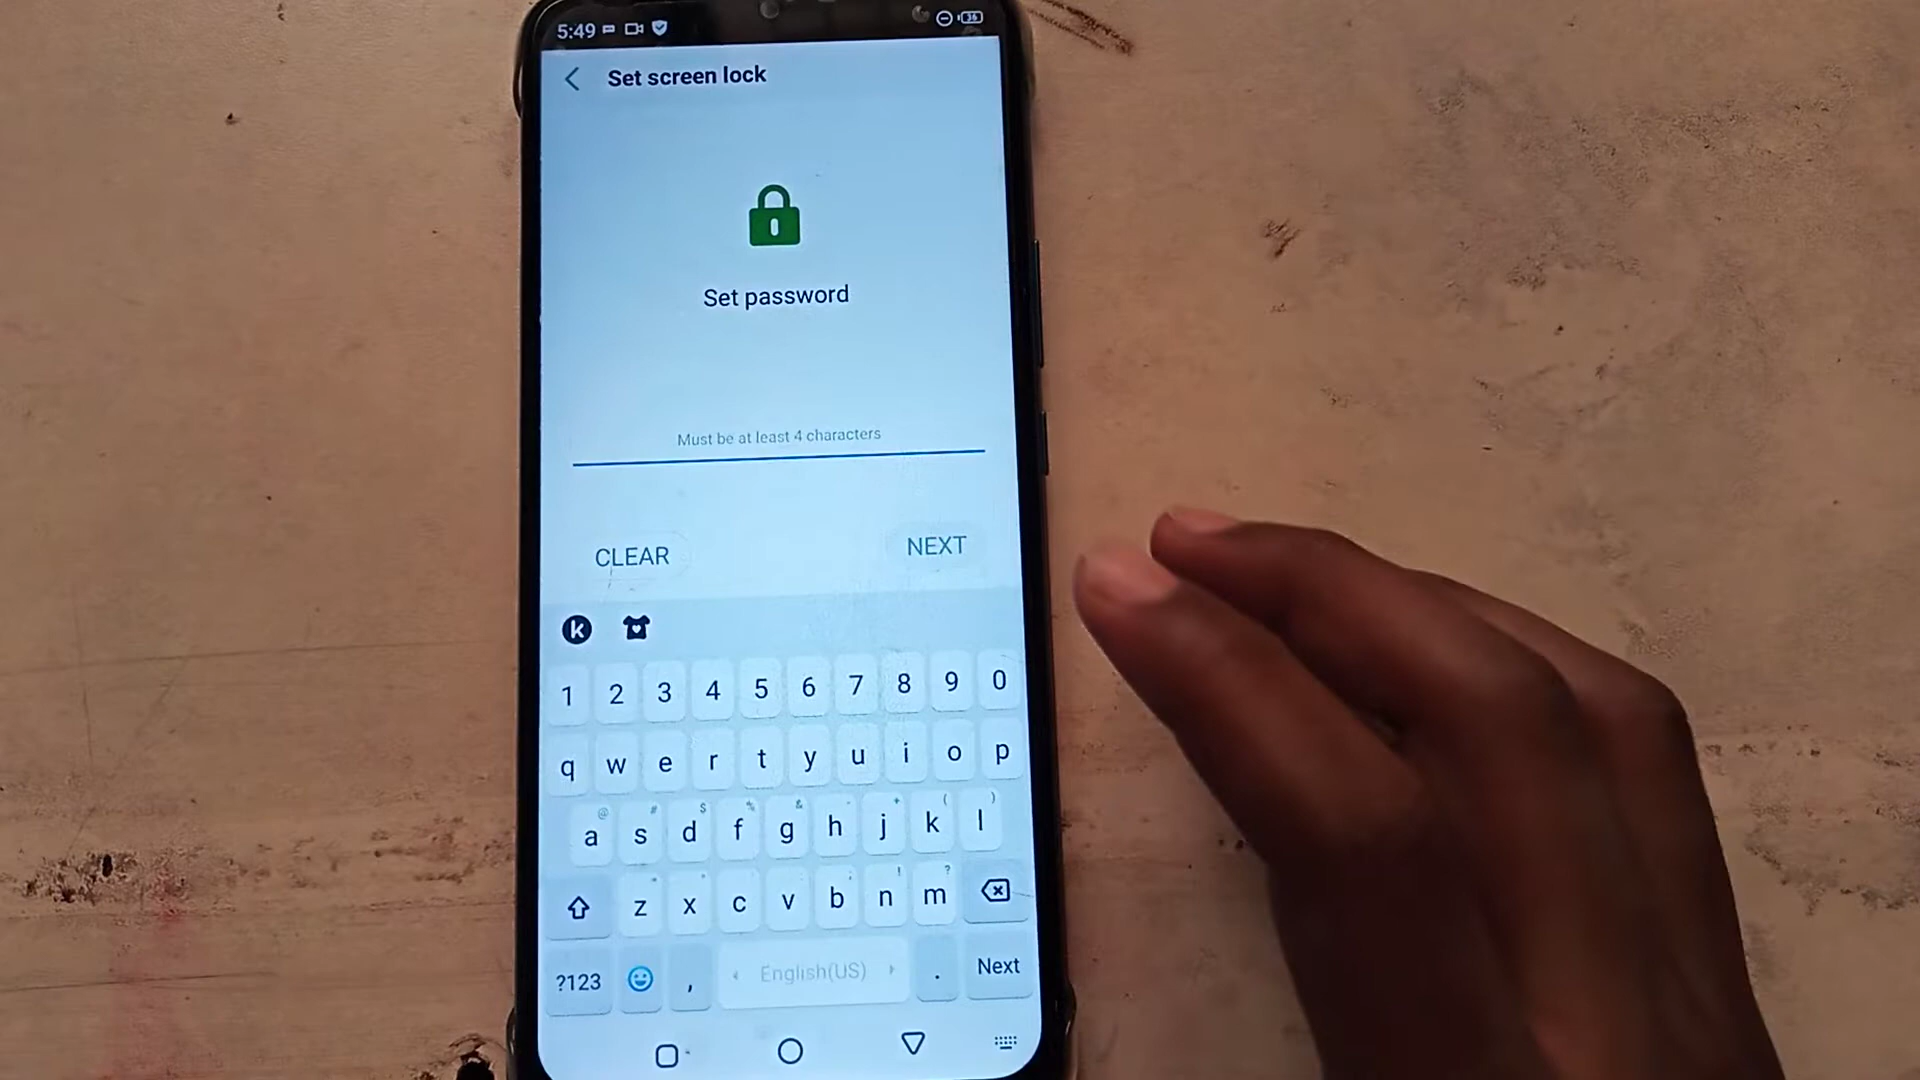 5:49 36
Set screen lock
Set password
Must be at least 4 characters
CLEAR NEXT
k
1 2 3 4 5 6 7 8 9 0
q w e r t y u i o p
@ # $ % & - + ( )
a s d f g h j k l
! ?
z x c v b n m
?123 , English(US) . Next